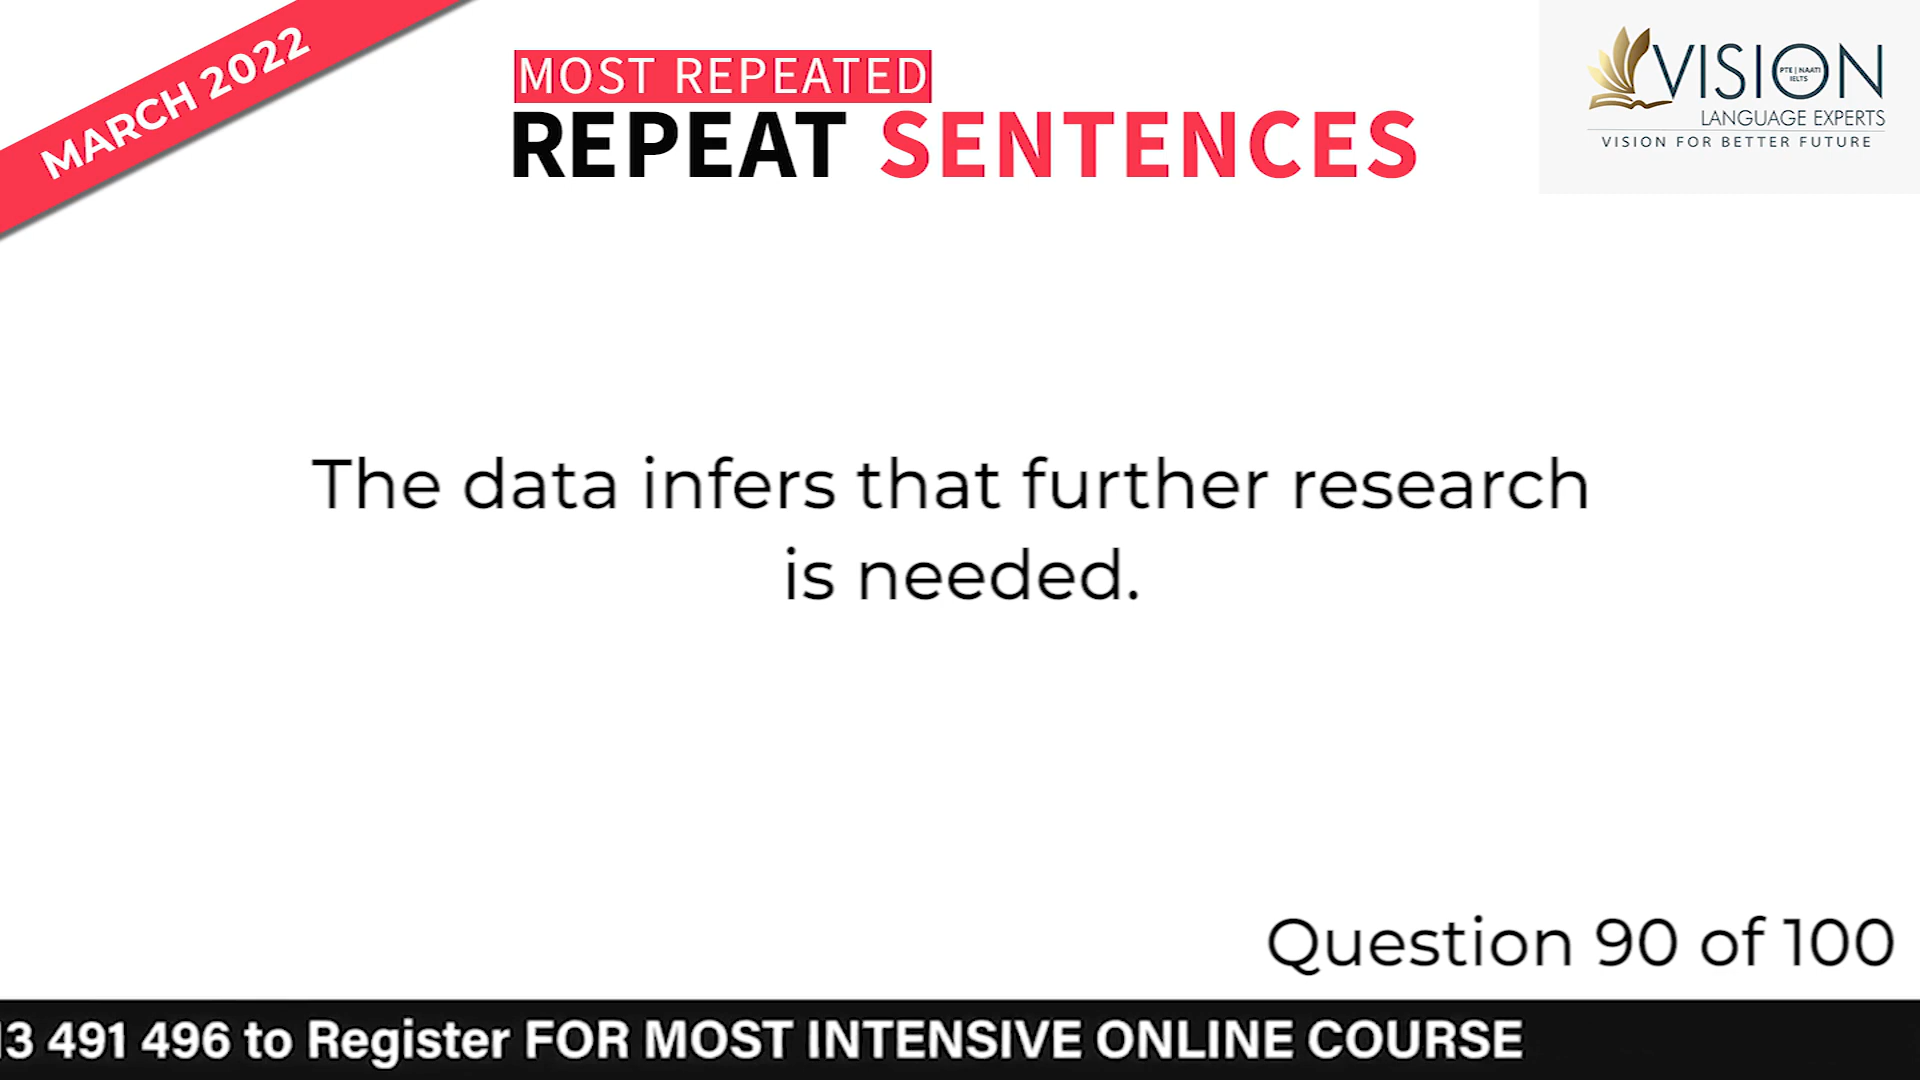 MARCH 2022
MOST REPEATED
REPEAT SENTENCES
VISION
PTE | NAATI
IELTS
LANGUAGE EXPERTS
VISION FOR BETTER FUTURE
The data infers that further research
is needed.
Question 90 of 100
13 491 496 to Register FOR MOST INTENSIVE ONLINE COURSE